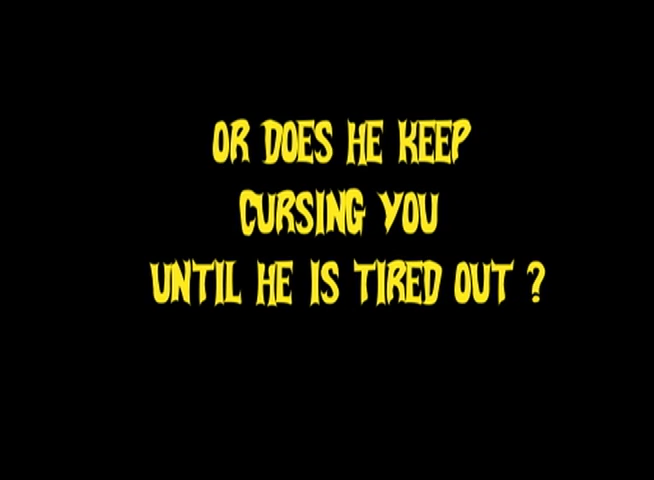 OR DOES HE KEEP
CURSING YOU
UNTIL HE IS TIRED OUT ?